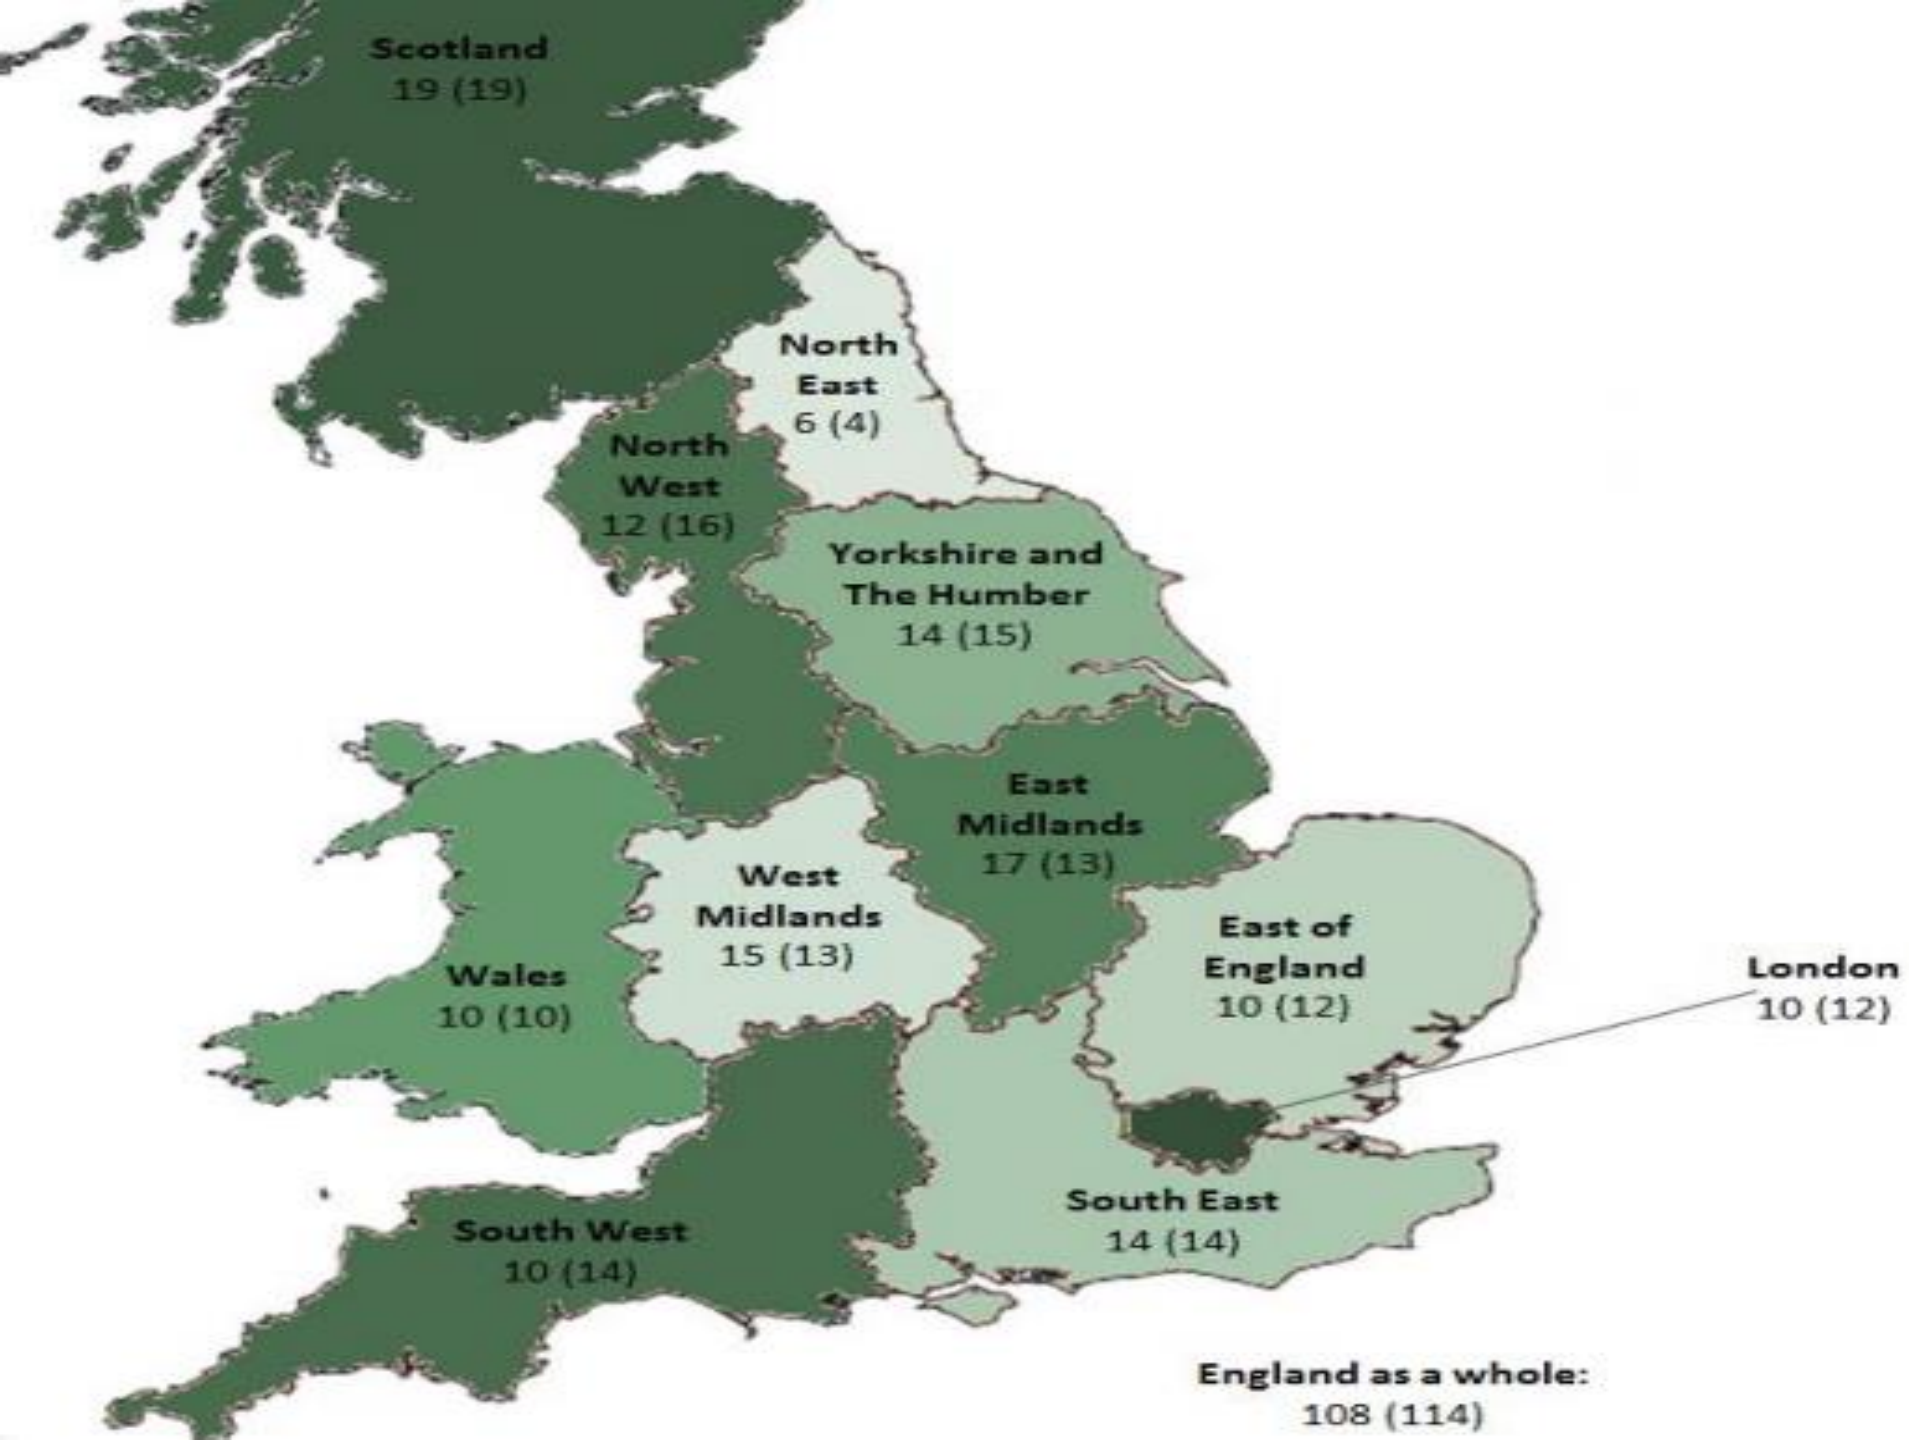 Scotland
19 (19)
North
East
6 (4)
North
West
12 (16)
Yorkshire and
The Humber
14 (15)
East
Midlands
17 (13)
West
Midlands
15 (13)
East of
England
10 (12)
London
10 (12)
Wales
10 (10)
South East
14 (14)
South West
10 (14)
England as a whole:
108 (114)